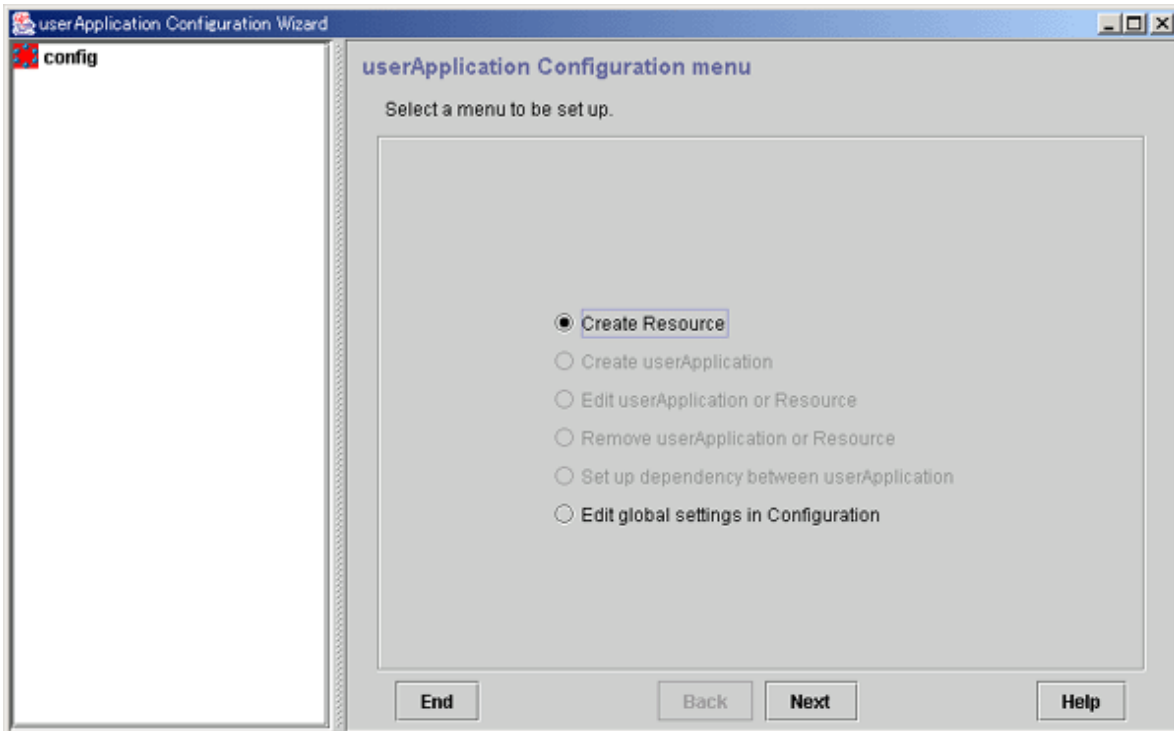 userApplication Configuration Wizard
config
userApplication Configuration menu
Select a menu to be set up.
Create Resource
Create userApplication
Edit userApplication or Resource
Remove userApplication or Resource
Set up dependency between userApplication
Edit global settings in Configuration
End Back Next Help